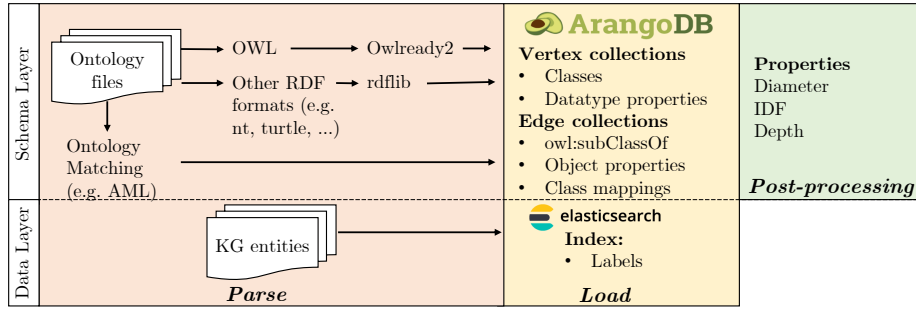 Schema Layer
Ontology
files
OWL
Owlready2
Other RDF
formats (e.g.
nt, turtle, ...)
rdflib
Ontology
Matching
(e.g. AML)
ArangoDB
Vertex collections
• Classes
• Datatype properties
Edge collections
• owl:subClassOf
• Object properties
• Class mappings
Properties
Diameter
IDF
Depth
Post-processing
Data Layer
KG entities
Parse
elasticsearch
Index:
• Labels
Load